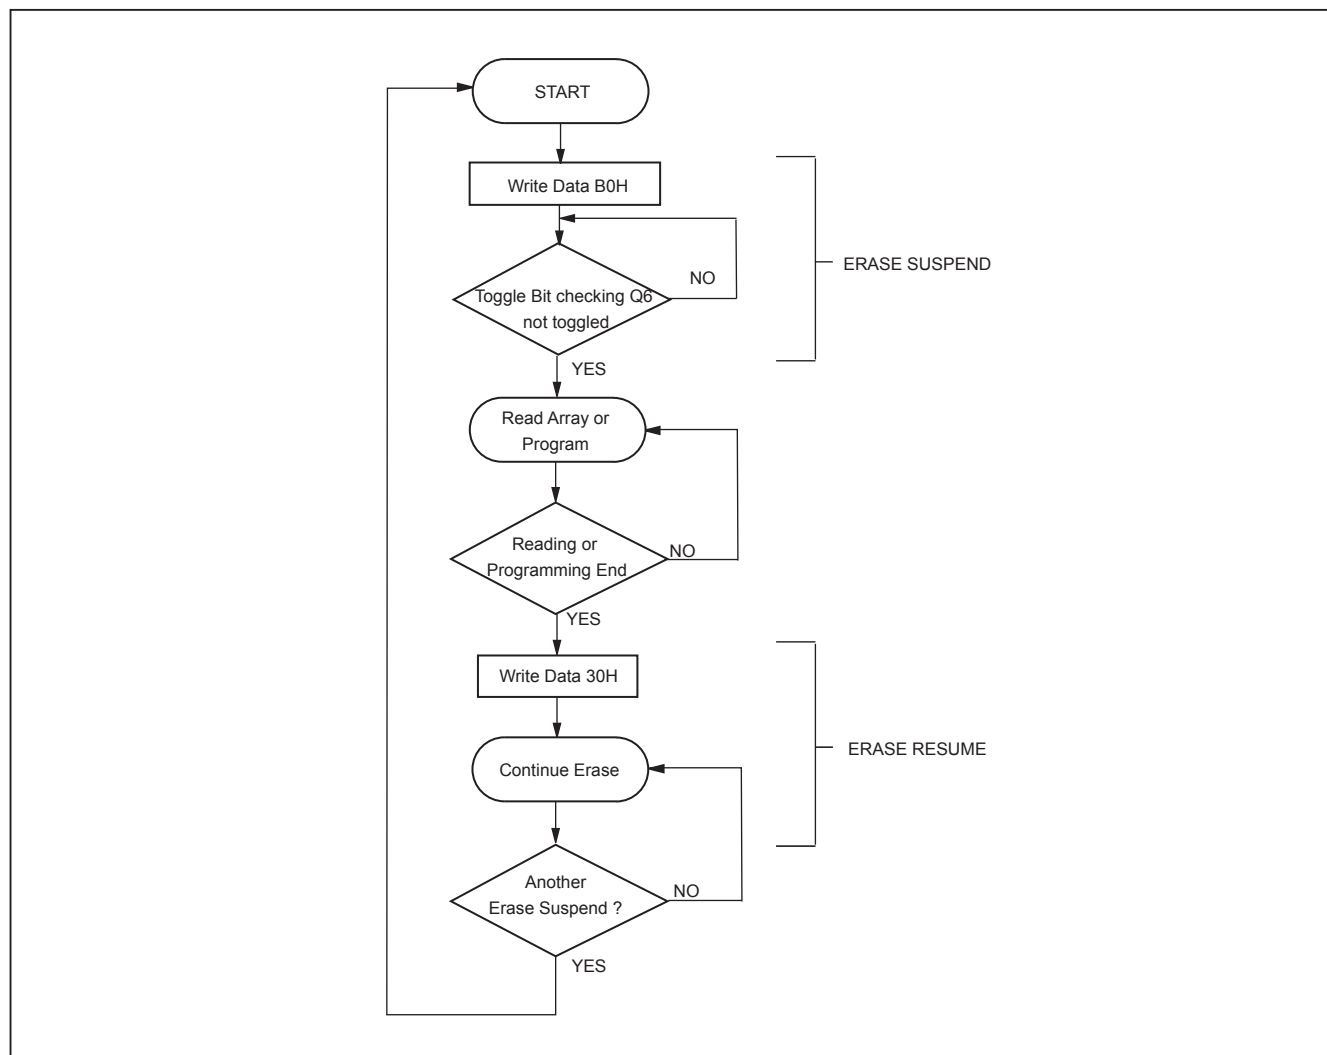 START
Write Data B0H
ERASE SUSPEND
NO
Toggle Bit checking Q6
not toggled
YES
Read Array or
Program
Reading or
Programming End
NO
YES
Write Data 30H
ERASE RESUME
Continue Erase
Another
Erase Suspend ?
NO
YES